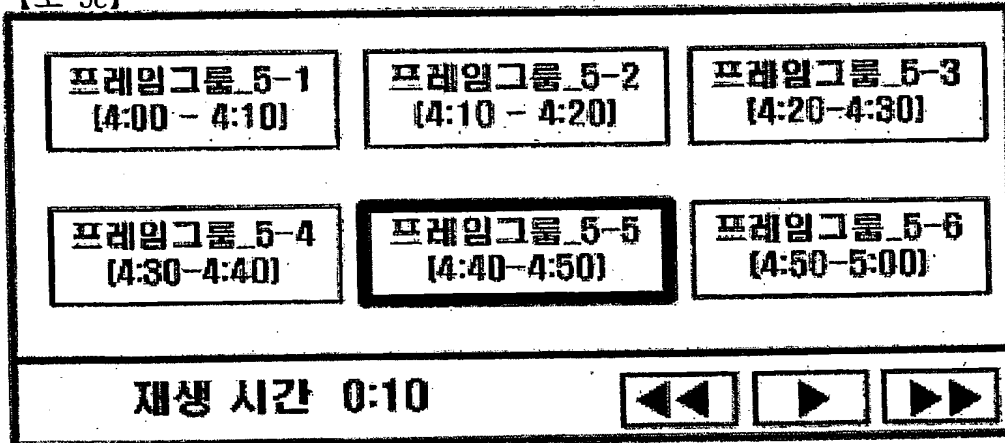 【도 5c】
프레임그룹_5-1
[4:00 - 4:10]
프레임그룹_5-2
[4:10 - 4:20]
프레임그룹_5-3
[4:20-4:30]
프레임그룹_5-4
[4:30-4:40]
프레임그룹_5-5
[4:40-4:50]
프레임그룹_5-6
[4:50-5:00]
재생 시간 0:10